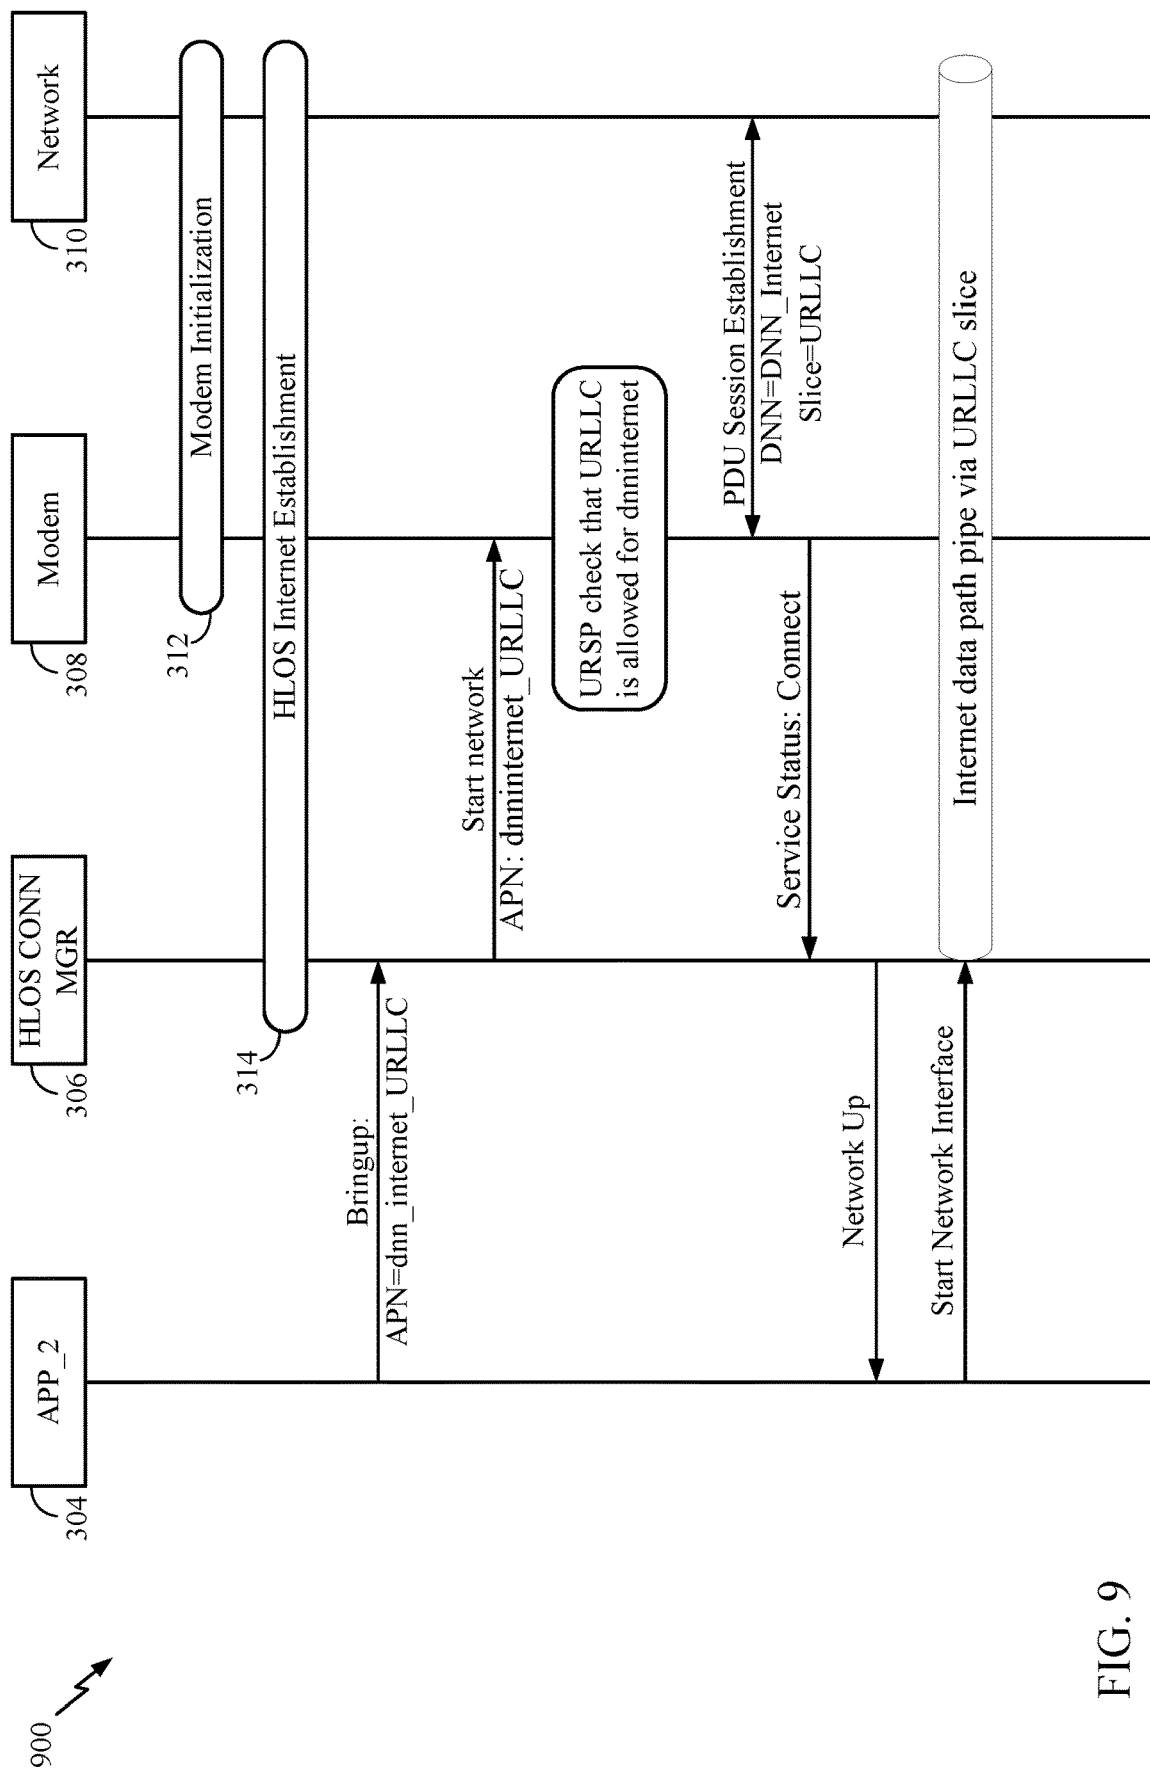 900
APP_2
304
HLOS CONN
MGR
306
Modem
308
Network
310
Modem Initialization
312
HLOS Internet Establishment
314
Bringup:
APN=dnn_internet_URLLC
Start network
APN: dnninternet_URLLC
URSP check that URLLC
is allowed for dnninternet
PDU Session Establishment
DNN=DNN_Internet
Slice=URLLC
Service Status: Connect
Network Up
Start Network Interface
Internet data path pipe via URLLC slice
FIG. 9